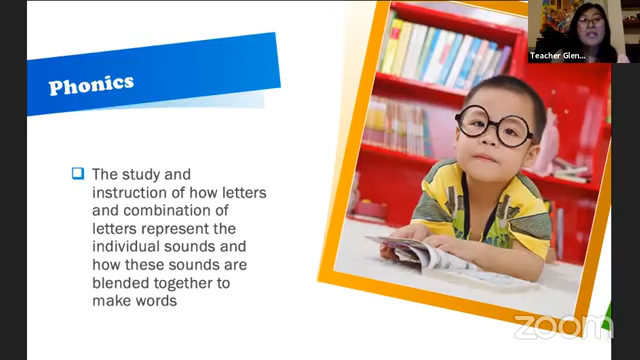 Phonics
The study and
instruction of how letters
and combination of
letters represent the
individual sounds and
how these sounds are
blended together to
make words
Teacher Glen...
zoom